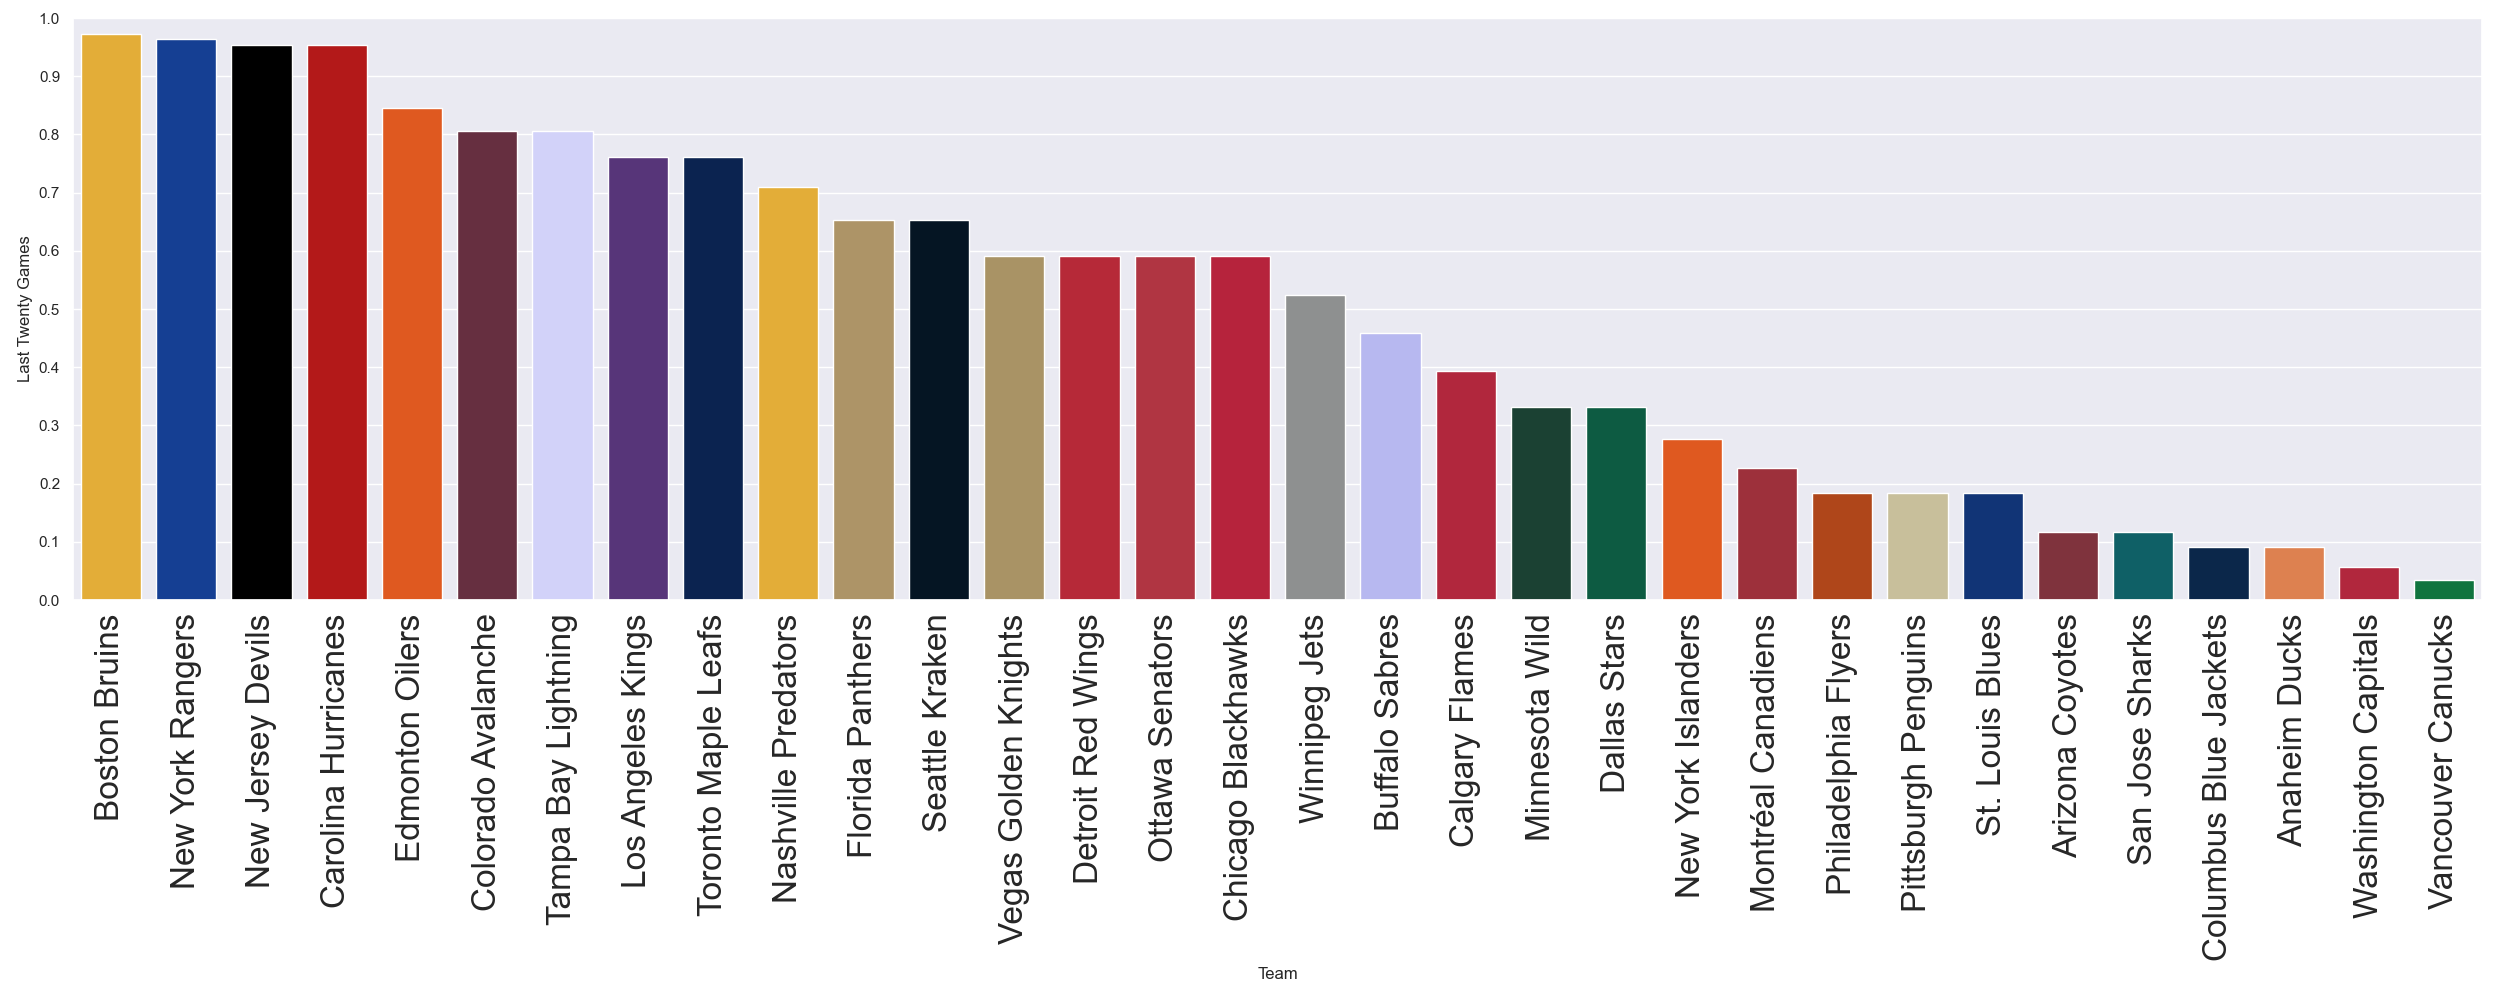 1.0
0.9
0.8
0.7
0.6
0.5
0.4
0.3
0.2
0.1
0.0
Last Twenty Games
Boston Bruins
New York Rangers
New Jersey Devils
Carolina Hurricanes
Edmonton Oilers
Colorado Avalanche
Tampa Bay Lightning
Los Angeles Kings
Toronto Maple Leafs
Nashville Predators
Florida Panthers
Seattle Kraken
Vegas Golden Knights
Detroit Red Wings
Ottawa Senators
Chicago Blackhawks
Winnipeg Jets
Buffalo Sabres
Calgary Flames
Minnesota Wild
Dallas Stars
New York Islanders
Montréal Canadiens
Philadelphia Flyers
Pittsburgh Penguins
St. Louis Blues
Arizona Coyotes
San Jose Sharks
Columbus Blue Jackets
Anaheim Ducks
Washington Capitals
Vancouver Canucks
Team